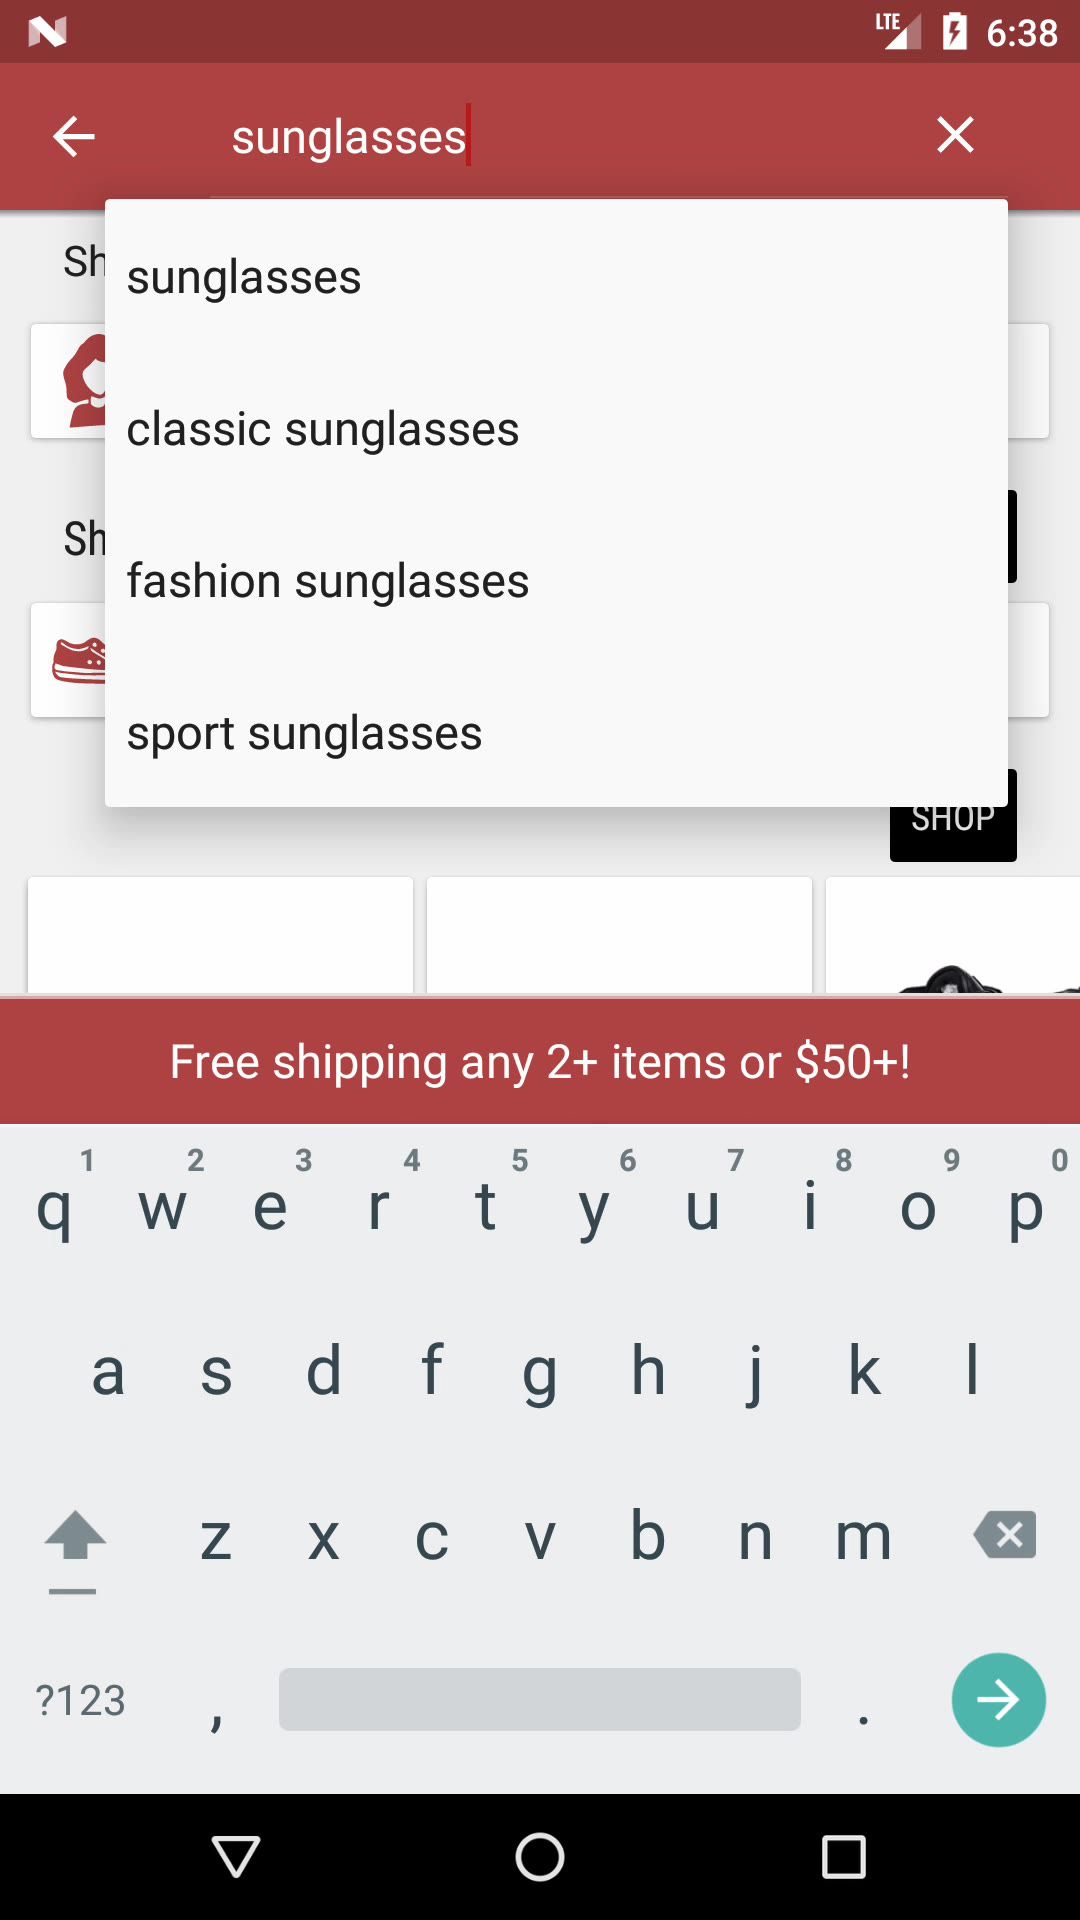 LTE 6:38
sunglasses
Sh
sunglasses
classic sunglasses
Sh
fashion sunglasses
sport sunglasses
SHOP
Free shipping any 2+ items or $50+!
1 2 3 4 5 6 7 8 9 0
q w e r t y u i o p
a s d f g h j k l
z x c v b n m
?123 , .